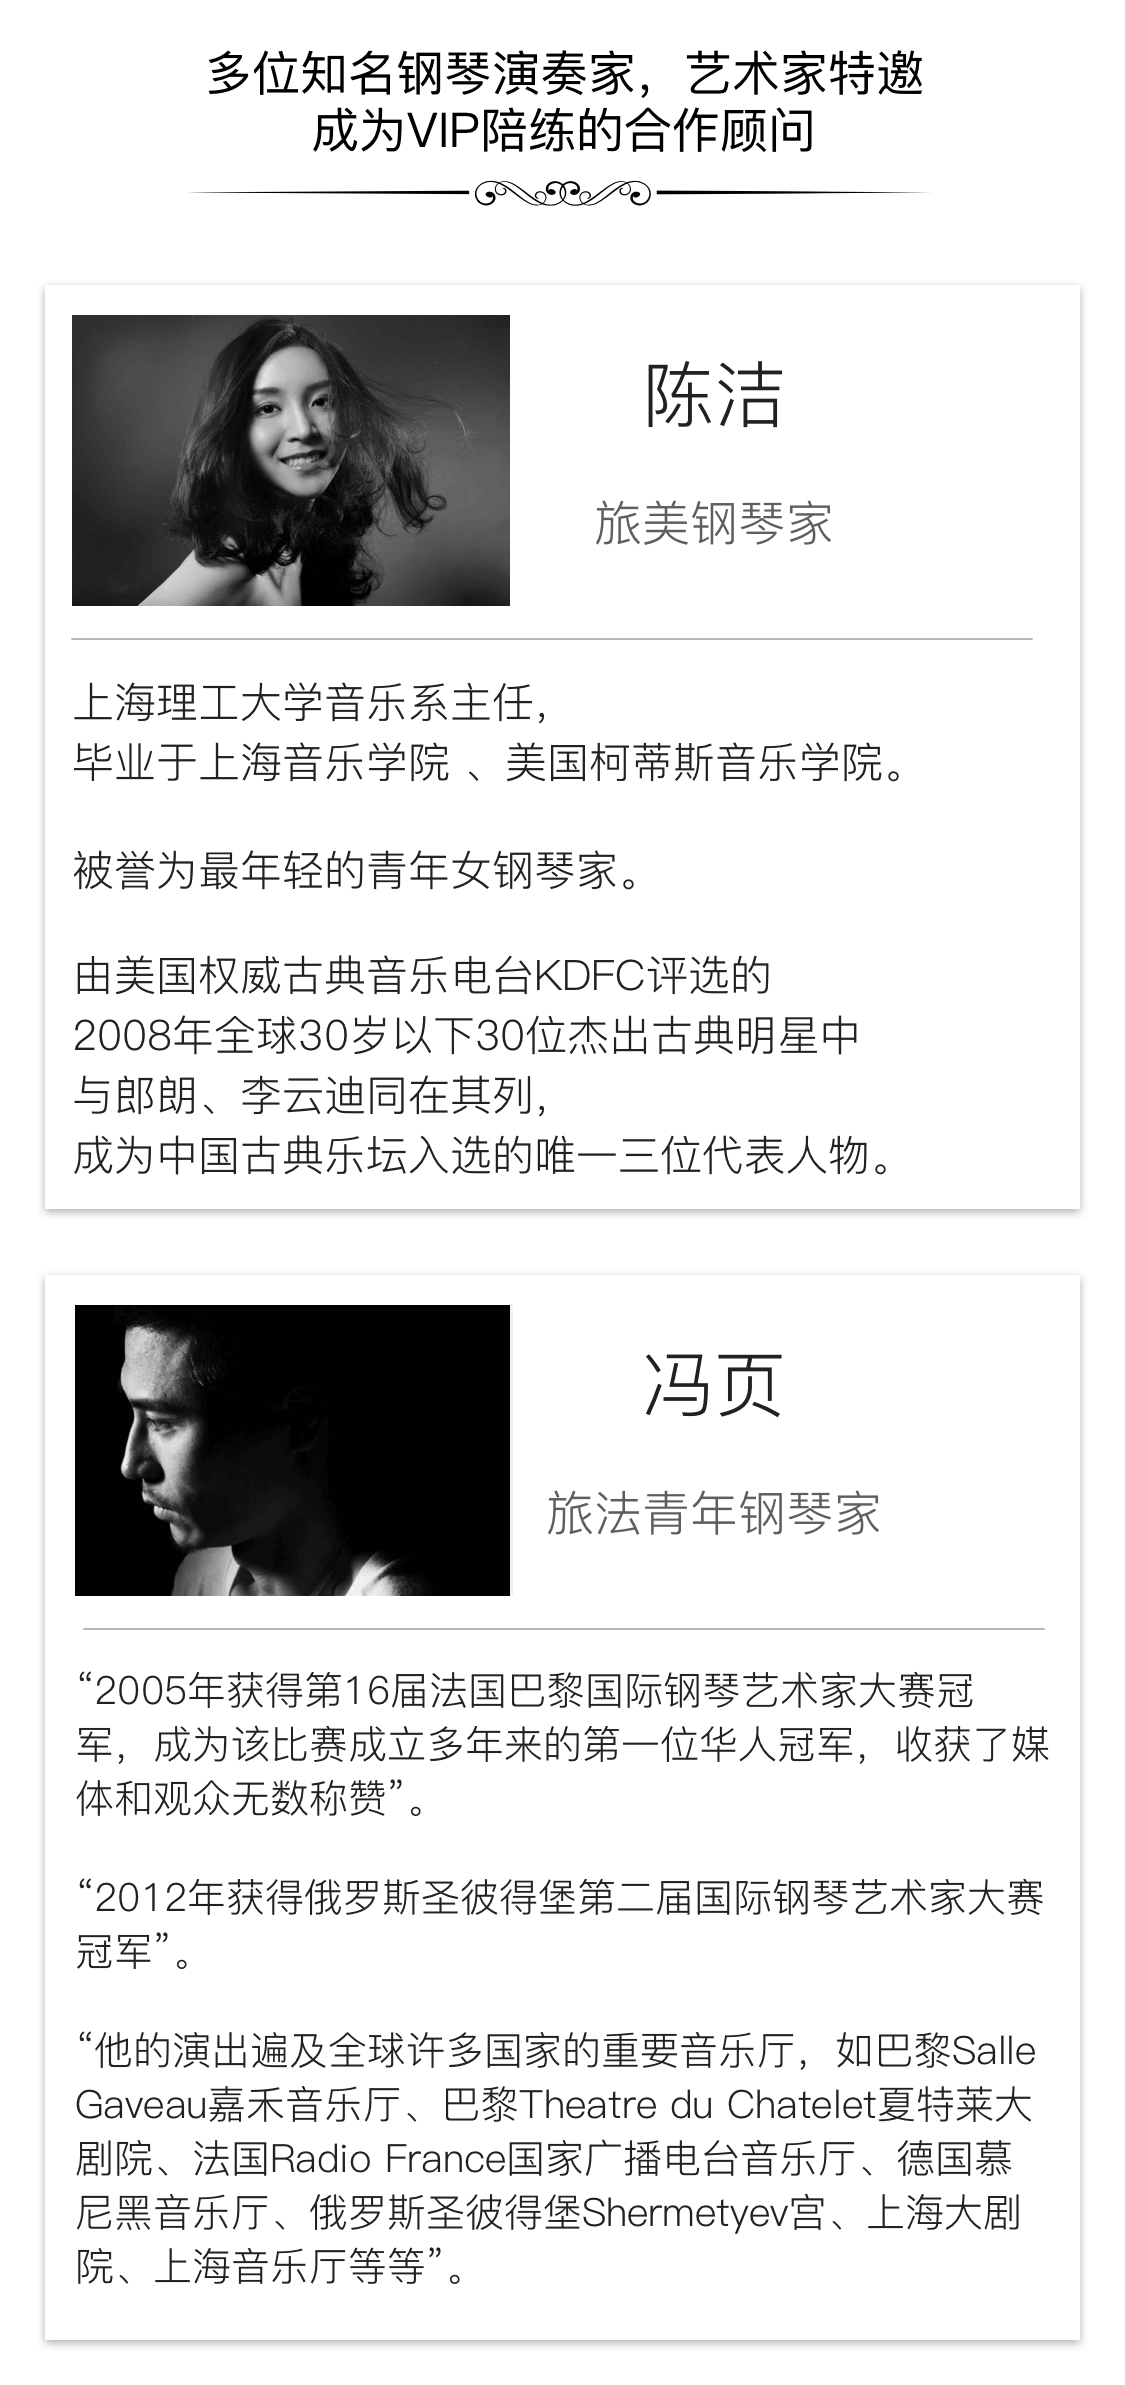 多位知名钢琴演奏家，艺术家特邀
成为VIP陪练的合作顾问
陈洁
旅美钢琴家
上海理工大学音乐系主任，
毕业于上海音乐学院 、美国柯蒂斯音乐学院。
被誉为最年轻的青年女钢琴家。
由美国权威古典音乐电台KDFC评选的
2008年全球30岁以下30位杰出古典明星中
与郎朗、李云迪同在其列，
成为中国古典乐坛入选的唯一三位代表人物。
冯页
旅法青年钢琴家
“2005年获得第16届法国巴黎国际钢琴艺术家大赛冠
军，成为该比赛成立多年来的第一位华人冠军，收获了媒
体和观众无数称赞”。
“2012年获得俄罗斯圣彼得堡第二届国际钢琴艺术家大赛
冠军”。
“他的演出遍及全球许多国家的重要音乐厅，如巴黎Salle
Gaveau嘉禾音乐厅、巴黎Theatre du Chatelet夏特莱大
剧院、法国Radio France国家广播电台音乐厅、德国慕
尼黑音乐厅、俄罗斯圣彼得堡Shermetyev宫、上海大剧
院、上海音乐厅等等”。